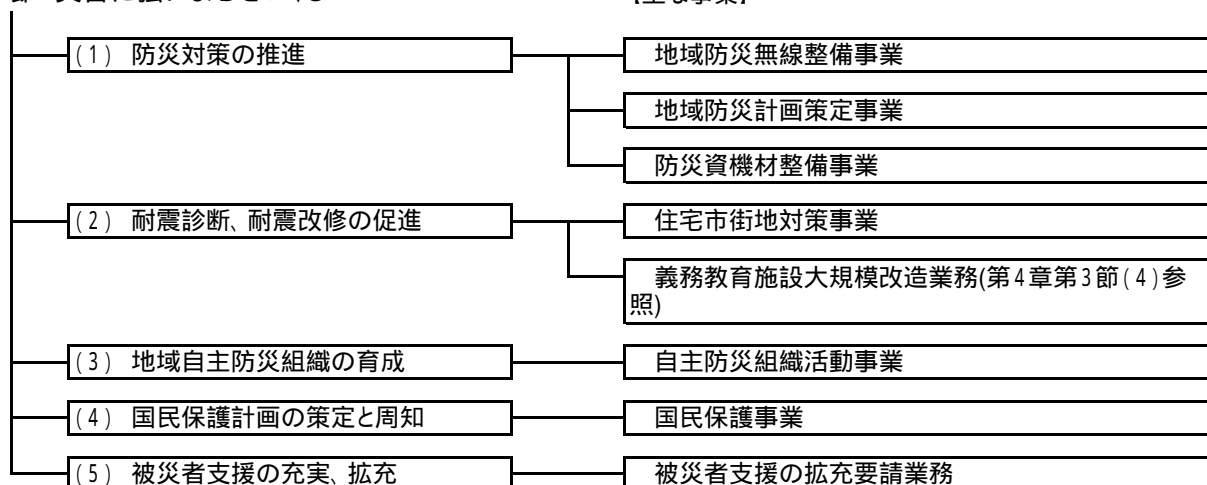 (1) 防災対策の推進
地域防災無線整備事業
地域防災計画策定事業
防災資機材整備事業
(2) 耐震診断、耐震改修の促進
住宅市街地対策事業
義務教育施設大規模改造業務(第4章第3節(4)参
照)
(3) 地域自主防災組織の育成
自主防災組織活動事業
(4) 国民保護計画の策定と周知
国民保護事業
(5) 被災者支援の充実、拡充
被災者支援の拡充要請業務